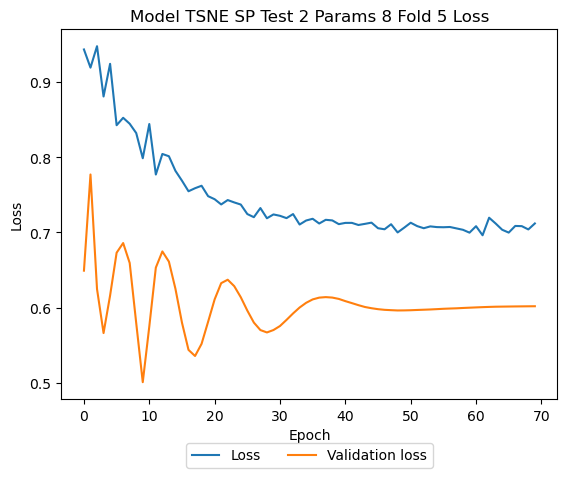 Model TSNE SP Test 2 Params 8 Fold 5 Loss
Loss
0.9
0.8
0.7
0.6
0.5
0 10 20 30 40 50 60 70
Epoch
Loss Validation loss